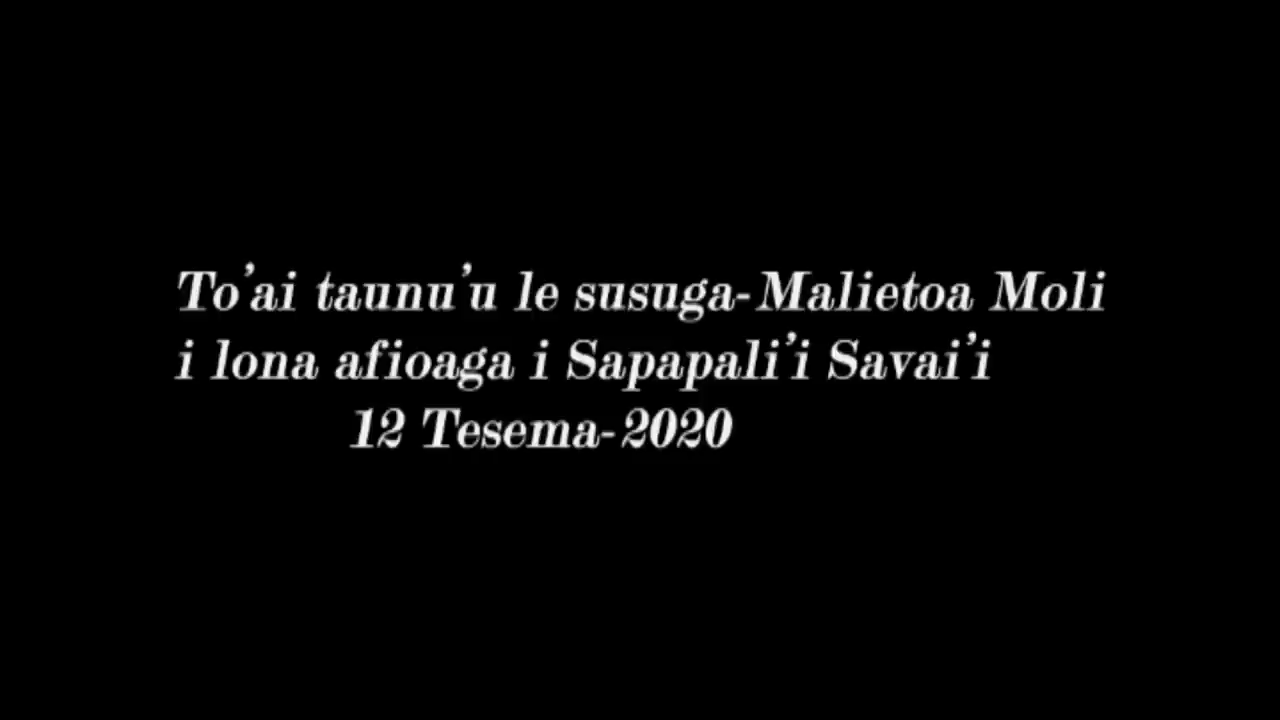 To’ai taunu’u le susuga-Malietoa Moli
i lona afioaga i Sapapali’i Savai’i
12 Tesema-2020